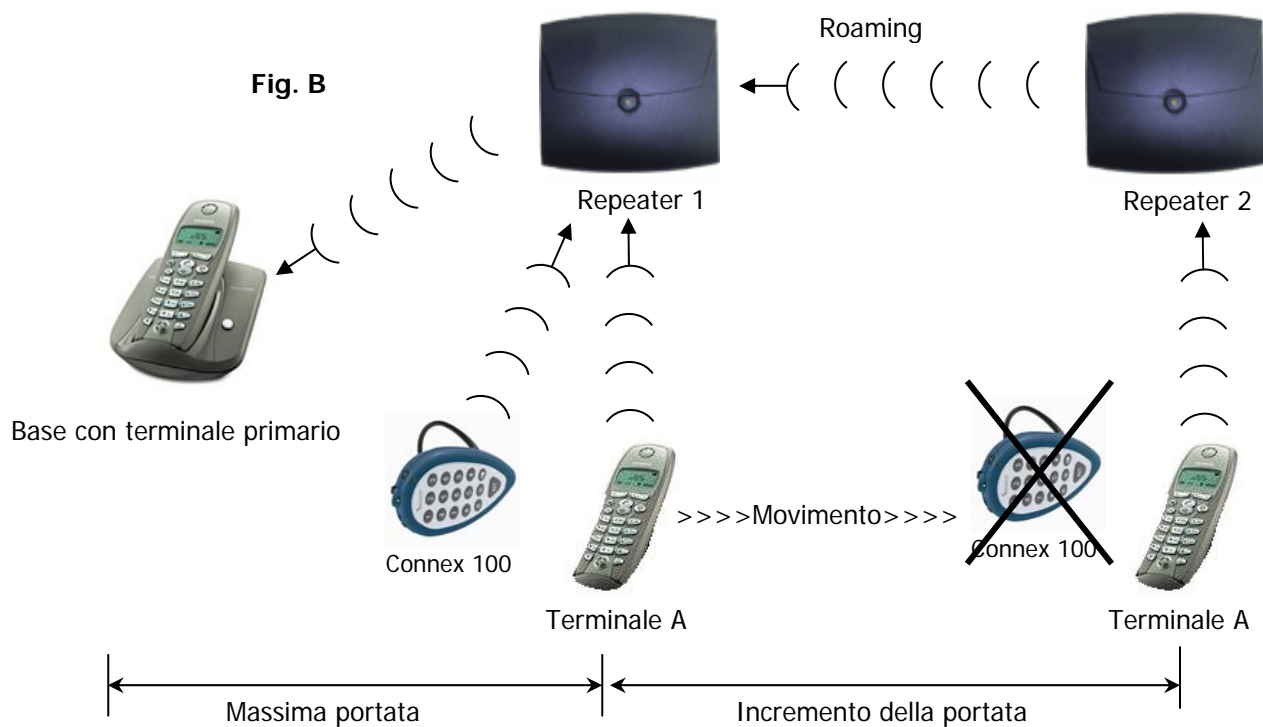 Roaming
Fig. B
Repeater 1
Repeater 2
Base con terminale primario
>>>>Movimento>>>>
Connex 100
Connex 100
Terminale A
Terminale A
Massima portata
Incremento della portata